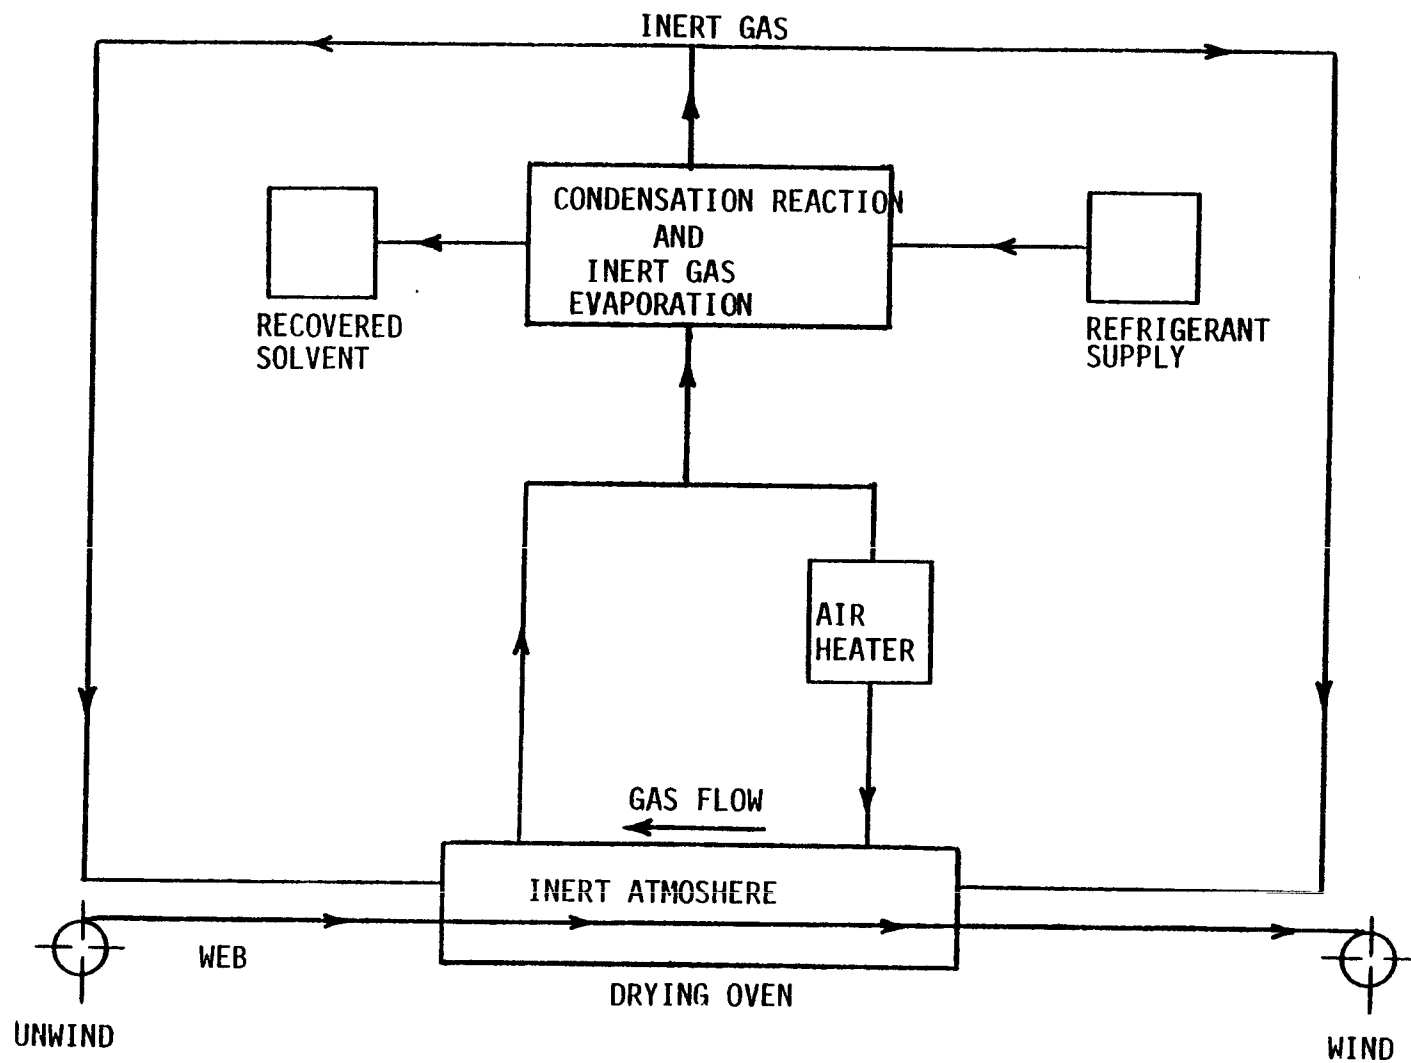 INERT GAS
CONDENSATION REACTION
AND
INERT GAS
EVAPORATION
RECOVERED
SOLVENT
REFRIGERANT
SUPPLY
AIR
HEATER
GAS FLOW
INERT ATMOSHERE
WEB
DRYING OVEN
UNWIND
WIND